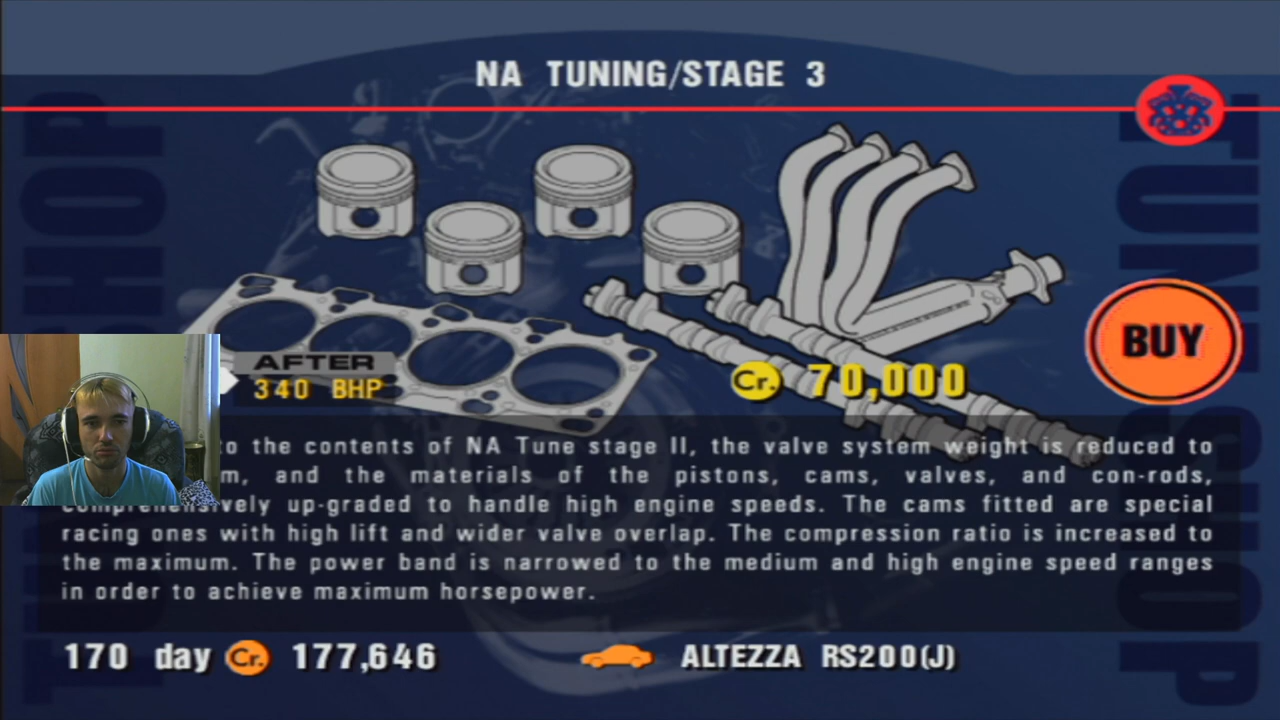 NA TUNING/STAGE 3
BUY
AFTER
340 BHP
Cr. 70,000
to the contents of NA Tune stage II, the valve system weight is reduced to
and the materials of the pistons, cams, valves, and con-rods,
comprehensively up-graded to handle high engine speeds. The cams fitted are special
racing ones with high lift and wider valve overlap. The compression ratio is increased to
the maximum. The power band is narrowed to the medium and high engine speed ranges
in order to achieve maximum horsepower.
170 day Cr. 177,646 ALTEZZA RS200(J)
TUNE SHOP